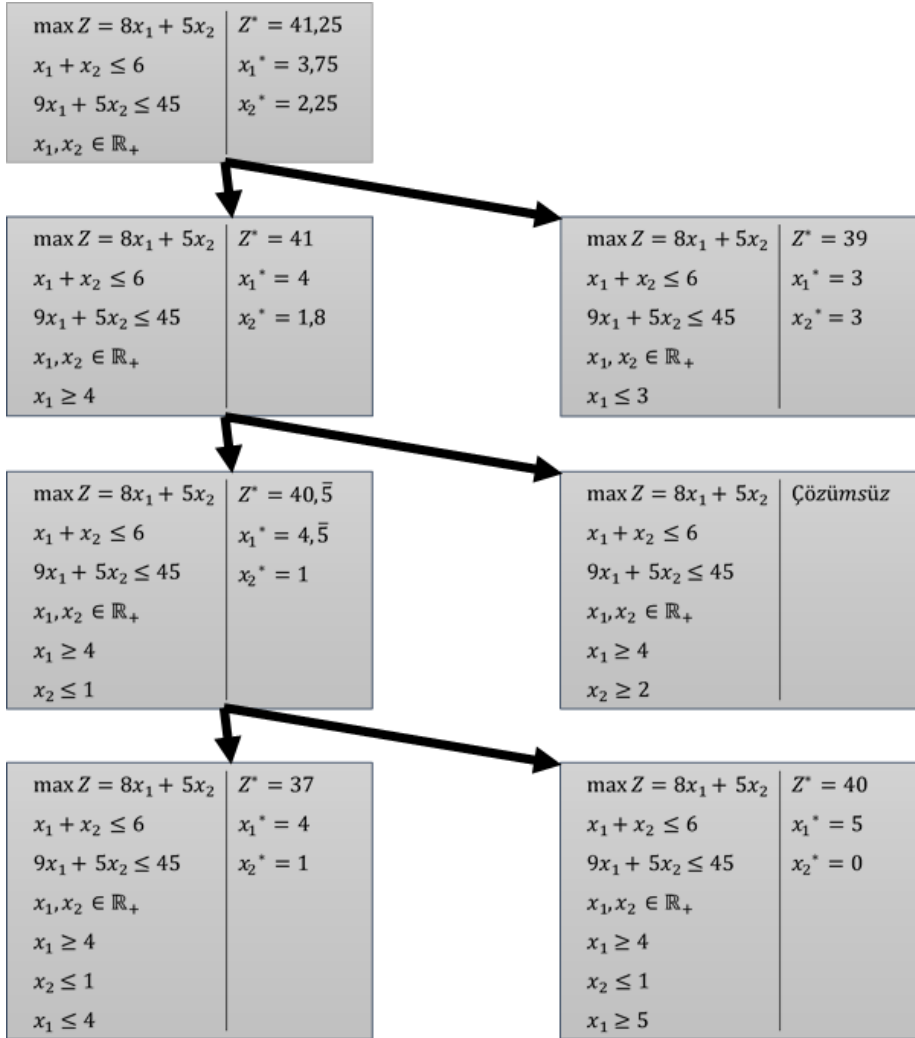 max Z = 8x₁ + 5x₂ Z* = 41,25
x₁ + x₂ ≤ 6 x₁* = 3,75
9x₁ + 5x₂ ≤ 45 x₂* = 2,25
x₁, x₂ ∈ ℝ₊
max Z = 8x₁ + 5x₂ Z* = 41
x₁ + x₂ ≤ 6 x₁* = 4
9x₁ + 5x₂ ≤ 45 x₂* = 1,8
x₁, x₂ ∈ ℝ₊
x₁ ≥ 4
max Z = 8x₁ + 5x₂ Z* = 39
x₁ + x₂ ≤ 6 x₁* = 3
9x₁ + 5x₂ ≤ 45 x₂* = 3
x₁, x₂ ∈ ℝ₊
x₁ ≤ 3
max Z = 8x₁ + 5x₂ Z* = 40,5̅
x₁ + x₂ ≤ 6 x₁* = 4,5̅
9x₁ + 5x₂ ≤ 45 x₂* = 1
x₁, x₂ ∈ ℝ₊
x₁ ≥ 4
x₂ ≤ 1
max Z = 8x₁ + 5x₂ Çözümsüz
x₁ + x₂ ≤ 6
9x₁ + 5x₂ ≤ 45
x₁, x₂ ∈ ℝ₊
x₁ ≥ 4
x₂ ≥ 2
max Z = 8x₁ + 5x₂ Z* = 37
x₁ + x₂ ≤ 6 x₁* = 4
9x₁ + 5x₂ ≤ 45 x₂* = 1
x₁, x₂ ∈ ℝ₊
x₁ ≥ 4
x₂ ≤ 1
x₁ ≤ 4
max Z = 8x₁ + 5x₂ Z* = 40
x₁ + x₂ ≤ 6 x₁* = 5
9x₁ + 5x₂ ≤ 45 x₂* = 0
x₁, x₂ ∈ ℝ₊
x₁ ≥ 4
x₂ ≤ 1
x₁ ≥ 5